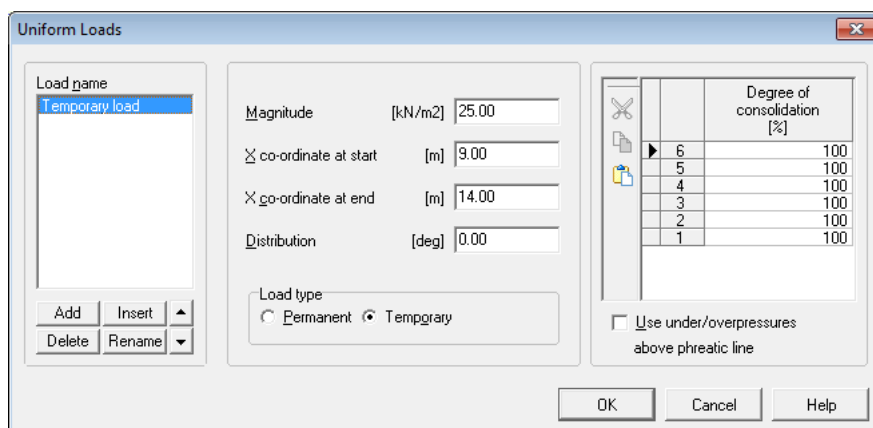 Uniform Loads
Load name
Temporary load
Add Insert
Delete Rename
Magnitude [kN/m2] 25.00
X co-ordinate at start [m] 9.00
X co-ordinate at end [m] 14.00
Distribution [deg] 0.00
Load type
Permanent Temporary
Degree of
consolidation
[%]
6 100
5 100
4 100
3 100
2 100
1 100
Use under/overpressures
above phreatic line
OK Cancel Help